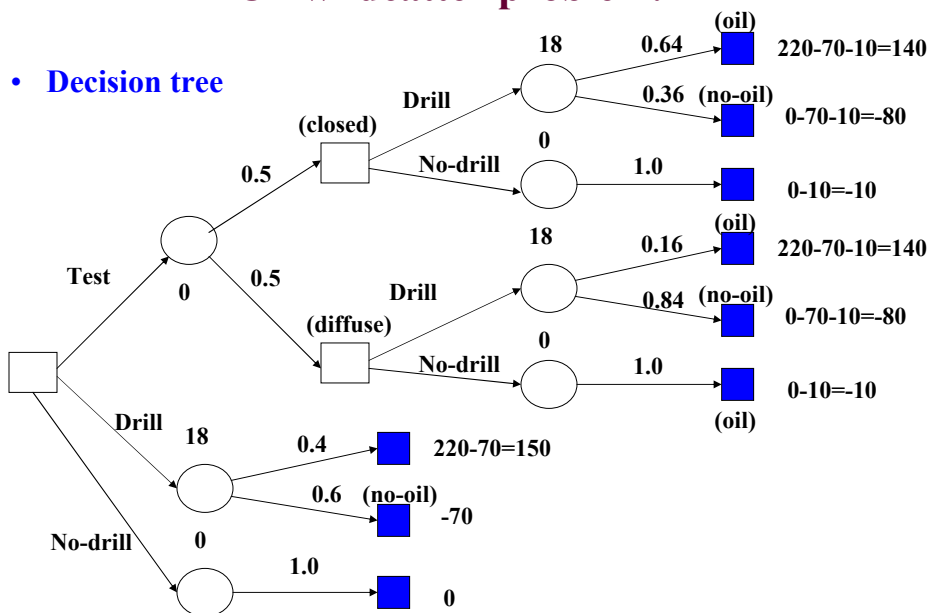 • Decision tree
(oil)
18
0.64
220-70-10=140
Drill
0.36
(no-oil)
0-70-10=-80
(closed)
0
No-drill
1.0
0.5
0-10=-10
(oil)
18
0.16
220-70-10=140
Test
0.5
Drill
0.84
(no-oil)
0-70-10=-80
0
(diffuse)
0
No-drill
1.0
0-10=-10
(oil)
Drill
18
0.4
220-70=150
0.6
(no-oil)
-70
No-drill
0
1.0
0